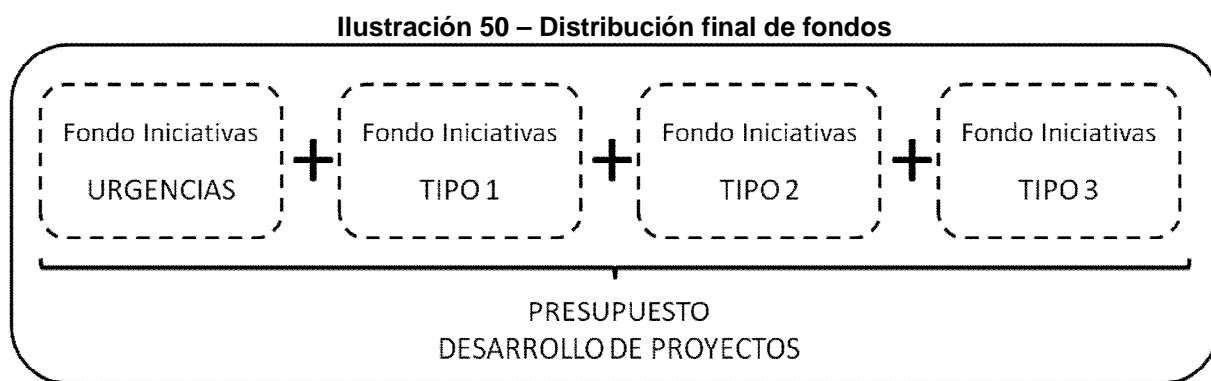 Ilustración 50 – Distribución final de fondos
Fondo Iniciativas
URGENCIAS
+
Fondo Iniciativas
TIPO 1
+
Fondo Iniciativas
TIPO 2
+
Fondo Iniciativas
TIPO 3
PRESUPUESTO
DESARROLLO DE PROYECTOS